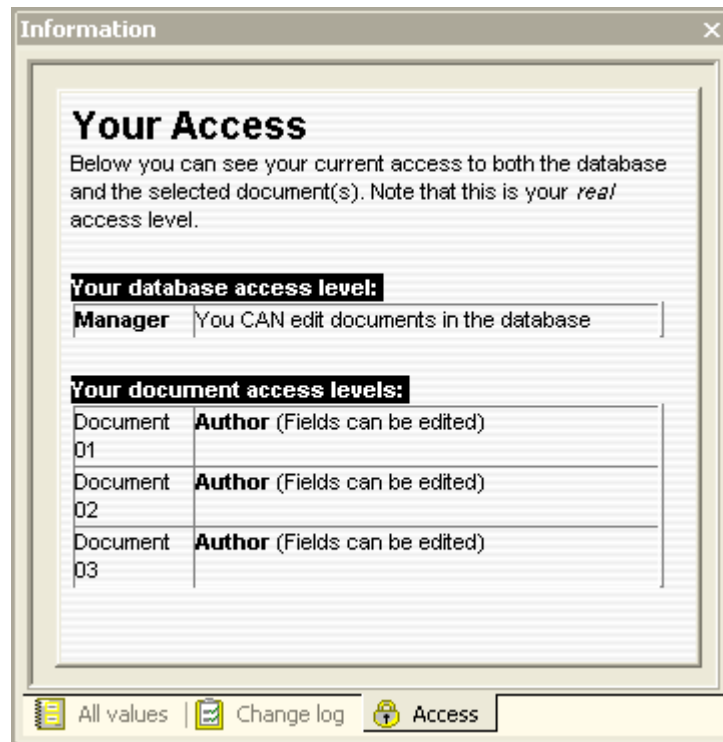 Information
Your Access
Below you can see your current access to both the database
and the selected document(s). Note that this is your real
access level.
Your database access level:
Manager You CAN edit documents in the database
Your document access levels:
Document Author (Fields can be edited)
01
Document Author (Fields can be edited)
02
Document Author (Fields can be edited)
03
All values Change log Access